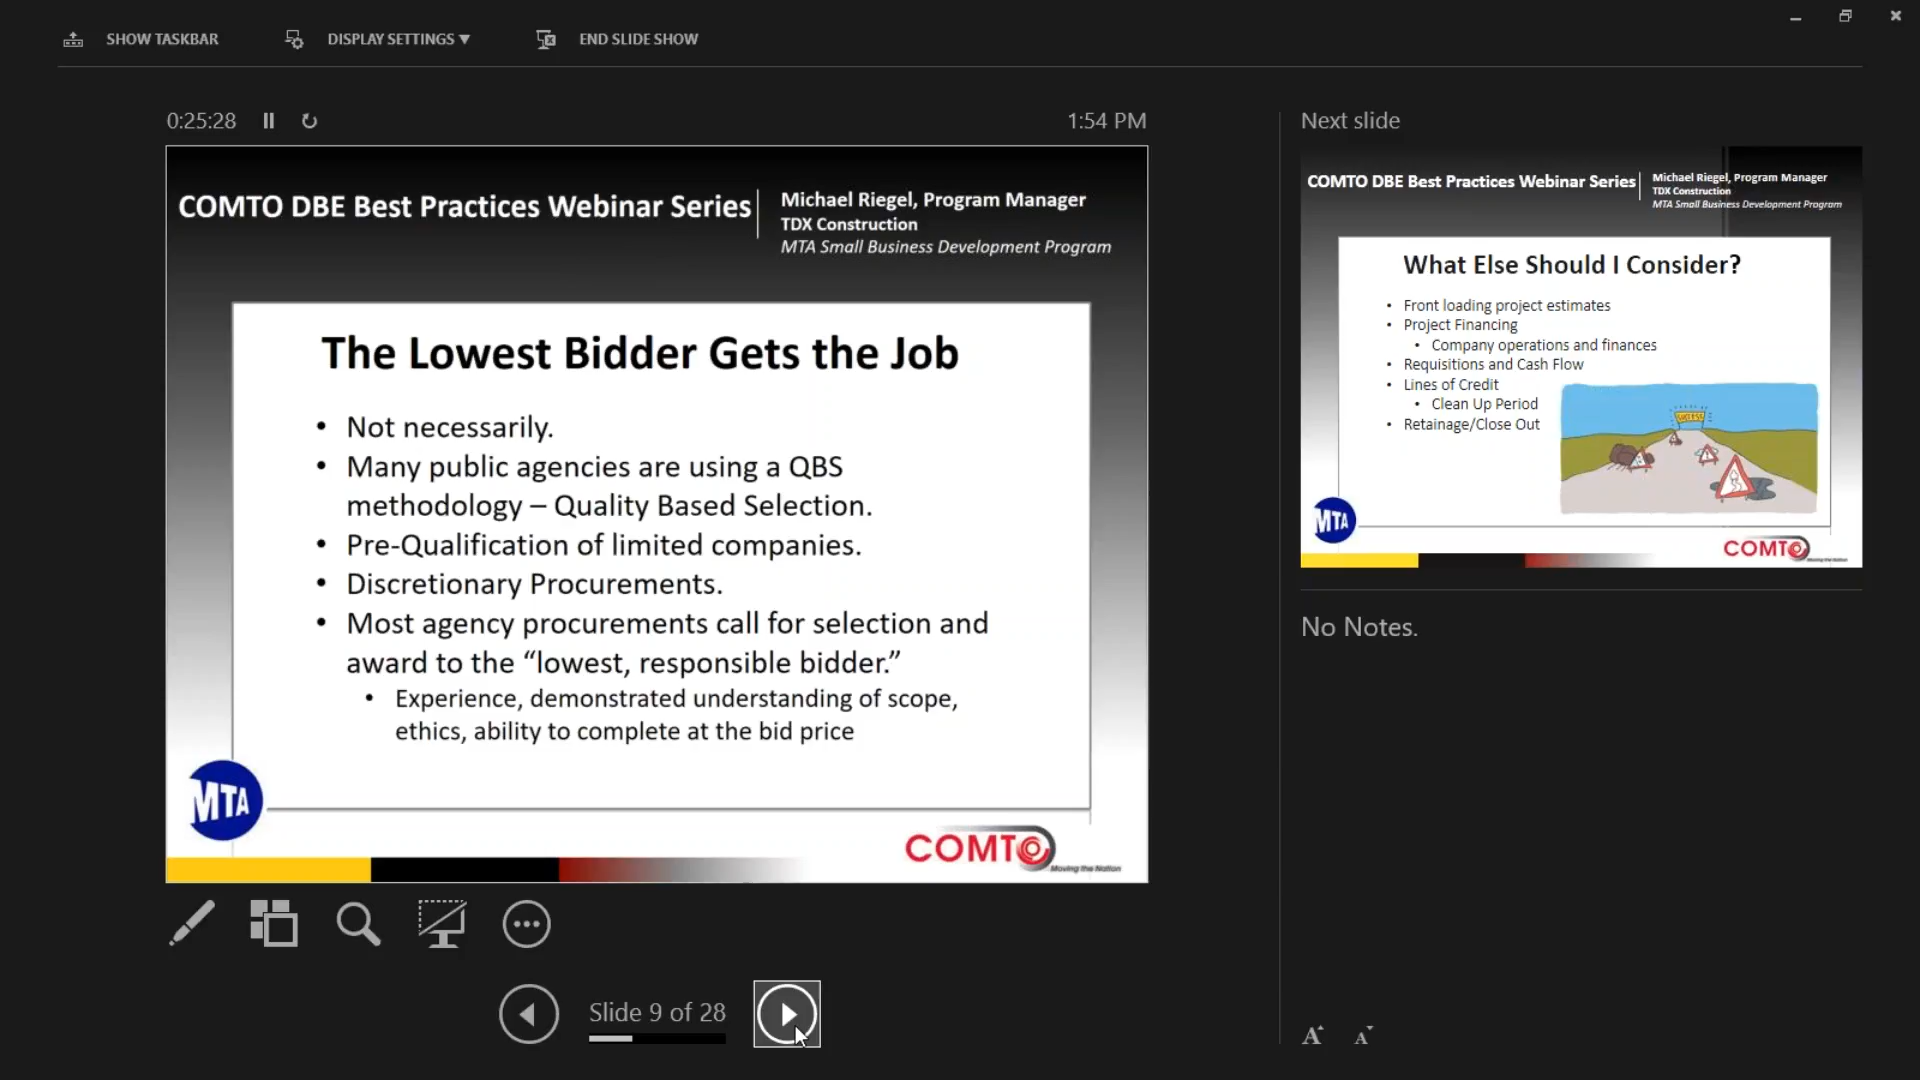 SHOW TASKBAR
DISPLAY SETTINGS ▼
END SLIDE SHOW
0:25:28
1:54 PM
COMTO DBE Best Practices Webinar Series
Michael Riegel, Program Manager
TDX Construction
MTA Small Business Development Program
The Lowest Bidder Gets the Job
• Not necessarily.
• Many public agencies are using a QBS
methodology – Quality Based Selection.
• Pre-Qualification of limited companies.
• Discretionary Procurements.
• Most agency procurements call for selection and
award to the “lowest, responsible bidder.”
• Experience, demonstrated understanding of scope,
ethics, ability to complete at the bid price
MTA
COMTO
Moving the Nation
Slide 9 of 28
Next slide
COMTO DBE Best Practices Webinar Series
Michael Riegel, Program Manager
TDX Construction
MTA Small Business Development Program
What Else Should I Consider?
• Front loading project estimates
• Project Financing
• Company operations and finances
• Requisitions and Cash Flow
• Lines of Credit
• Clean Up Period
• Retainage/Close Out
SUCCESS
MTA
COMTO
Moving the Nation
No Notes.
A
A